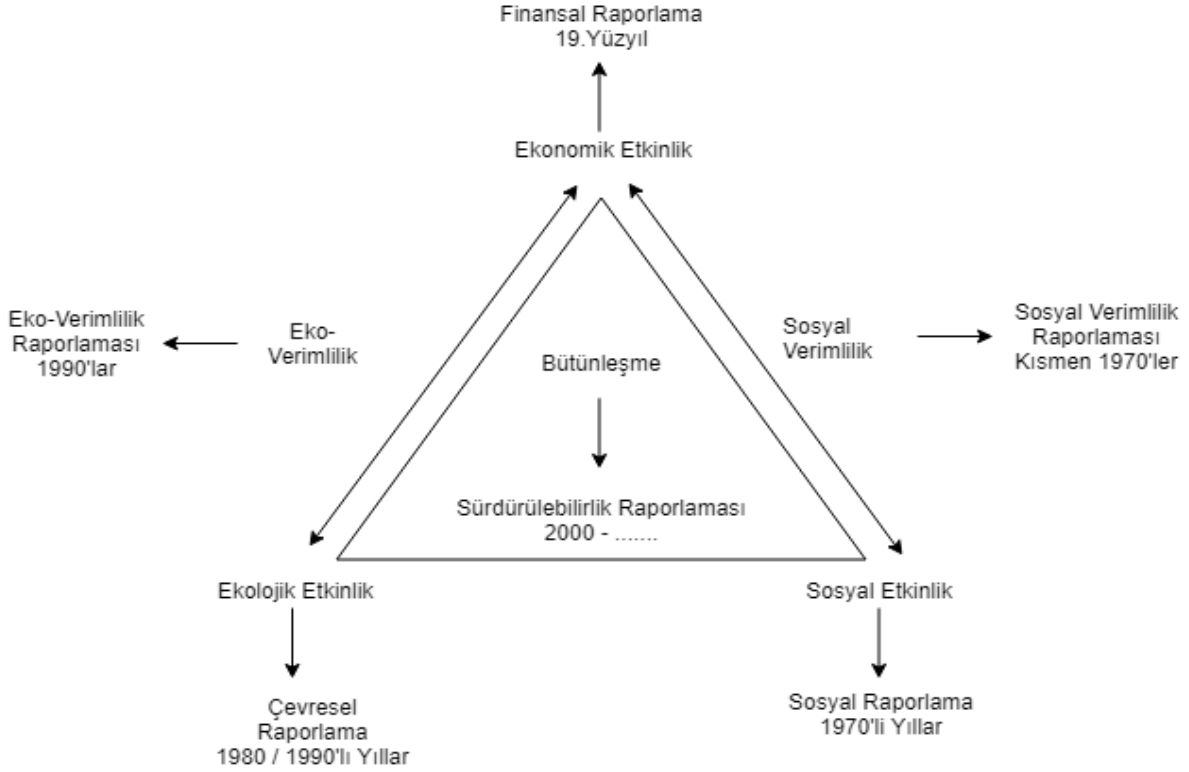 Finansal Raporlama
19.Yüzyıl
Ekonomik Etkinlik
Eko-Verimlilik
Raporlaması
1990'lar
Eko-
Verimlilik
Bütünleşme
Sosyal
Verimlilik
Sosyal Verimlilik
Raporlaması
Kısmen 1970'ler
Sürdürülebilirlik Raporlaması
2000 - .......
Ekolojik Etkinlik
Sosyal Etkinlik
Çevresel
Raporlama
1980 / 1990'lı Yıllar
Sosyal Raporlama
1970'li Yıllar